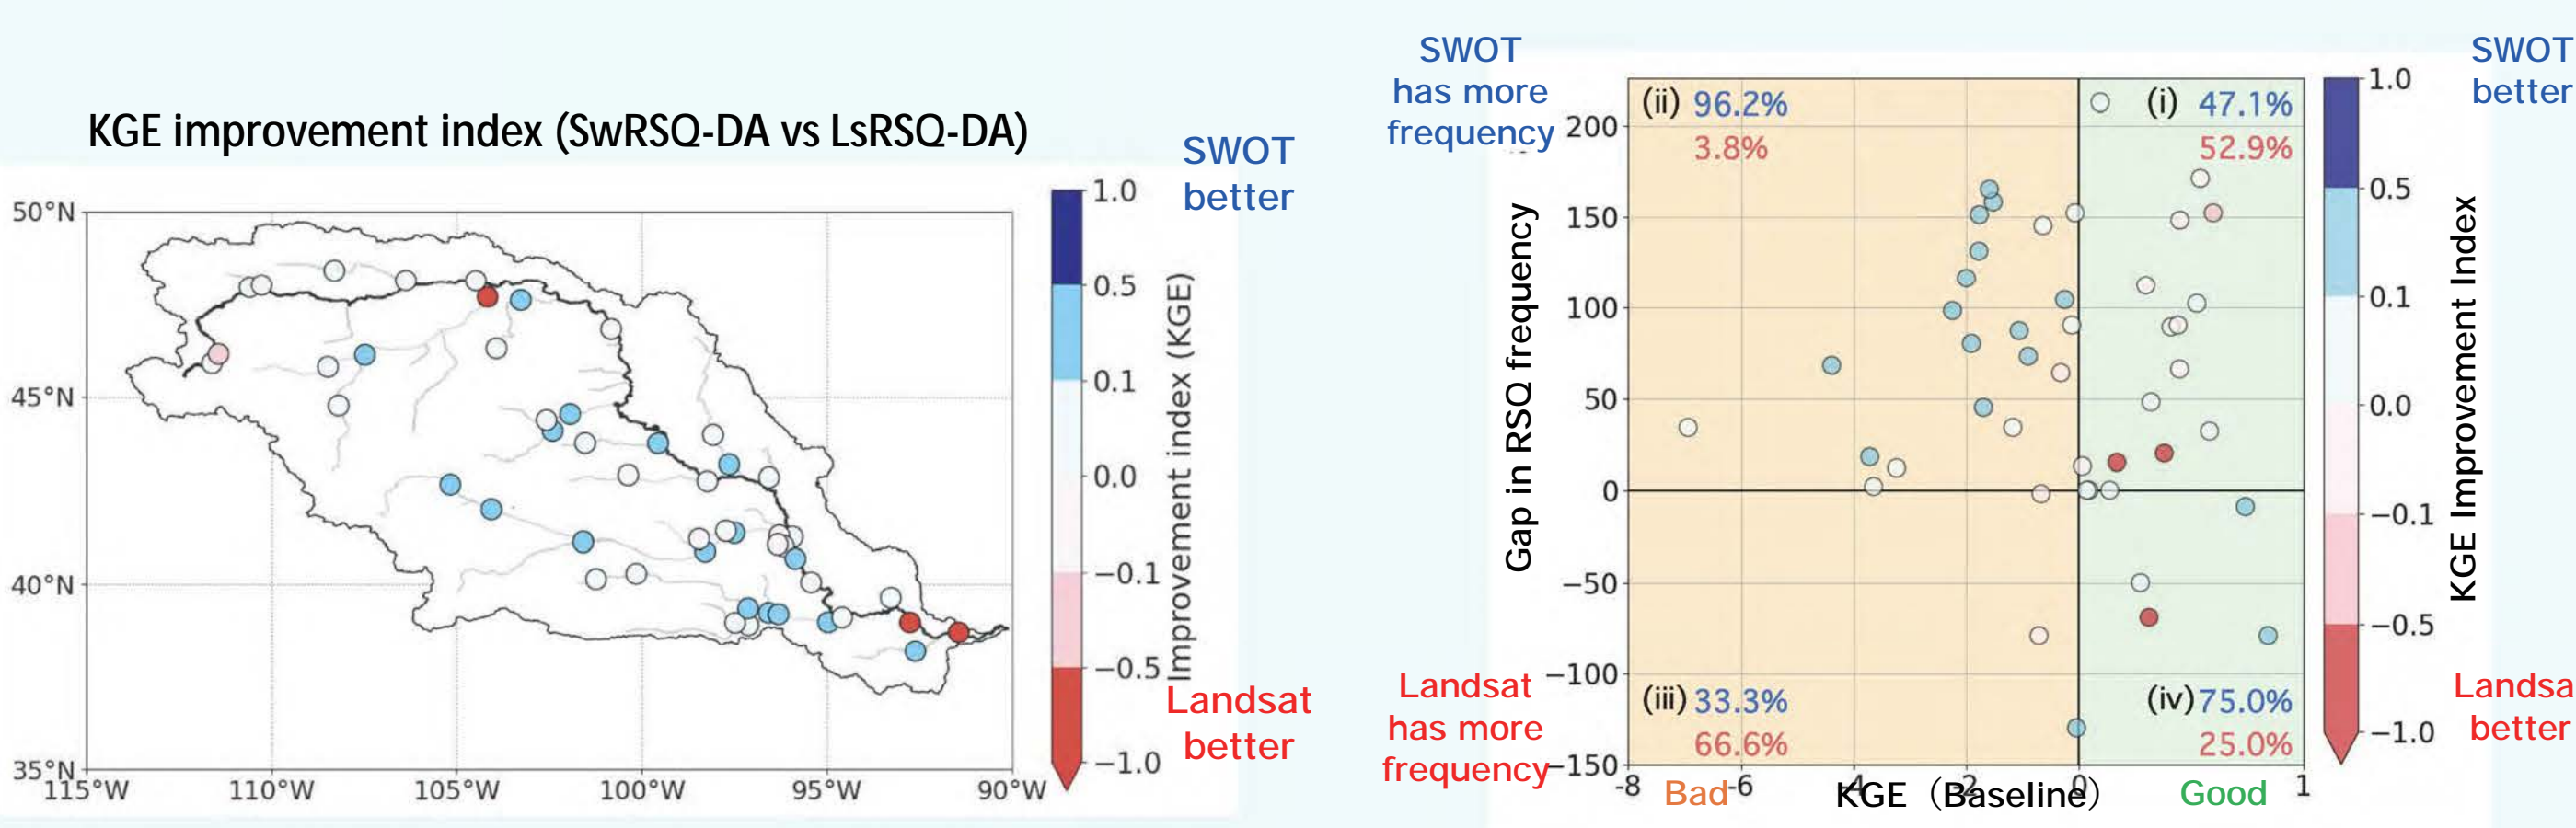 KGE improvement index (SwRSQ-DA vs LsRSQ-DA)
50°N
45°N
40°N
35°N
115°W
110°W
105°W
100°W
95°W
90°W
1.0
0.5
0.1
0.0
−0.1
−0.5
−1.0
Improvement index (KGE)
SWOT
better
Landsat
better
SWOT
has more
frequency
Landsat
has more
frequency
Gap in RSQ frequency
200
150
100
50
0
−50
−100
−150
(ii) 96.2%
3.8%
(i) 47.1%
52.9%
(iii) 33.3%
66.6%
(iv) 75.0%
25.0%
-8
-6
-4
-2
0
1
Bad
KGE（Baseline）
Good
1.0
0.5
0.1
0.0
−0.1
−0.5
−1.0
KGE Improvement Index
SWOT
better
Landsa
better